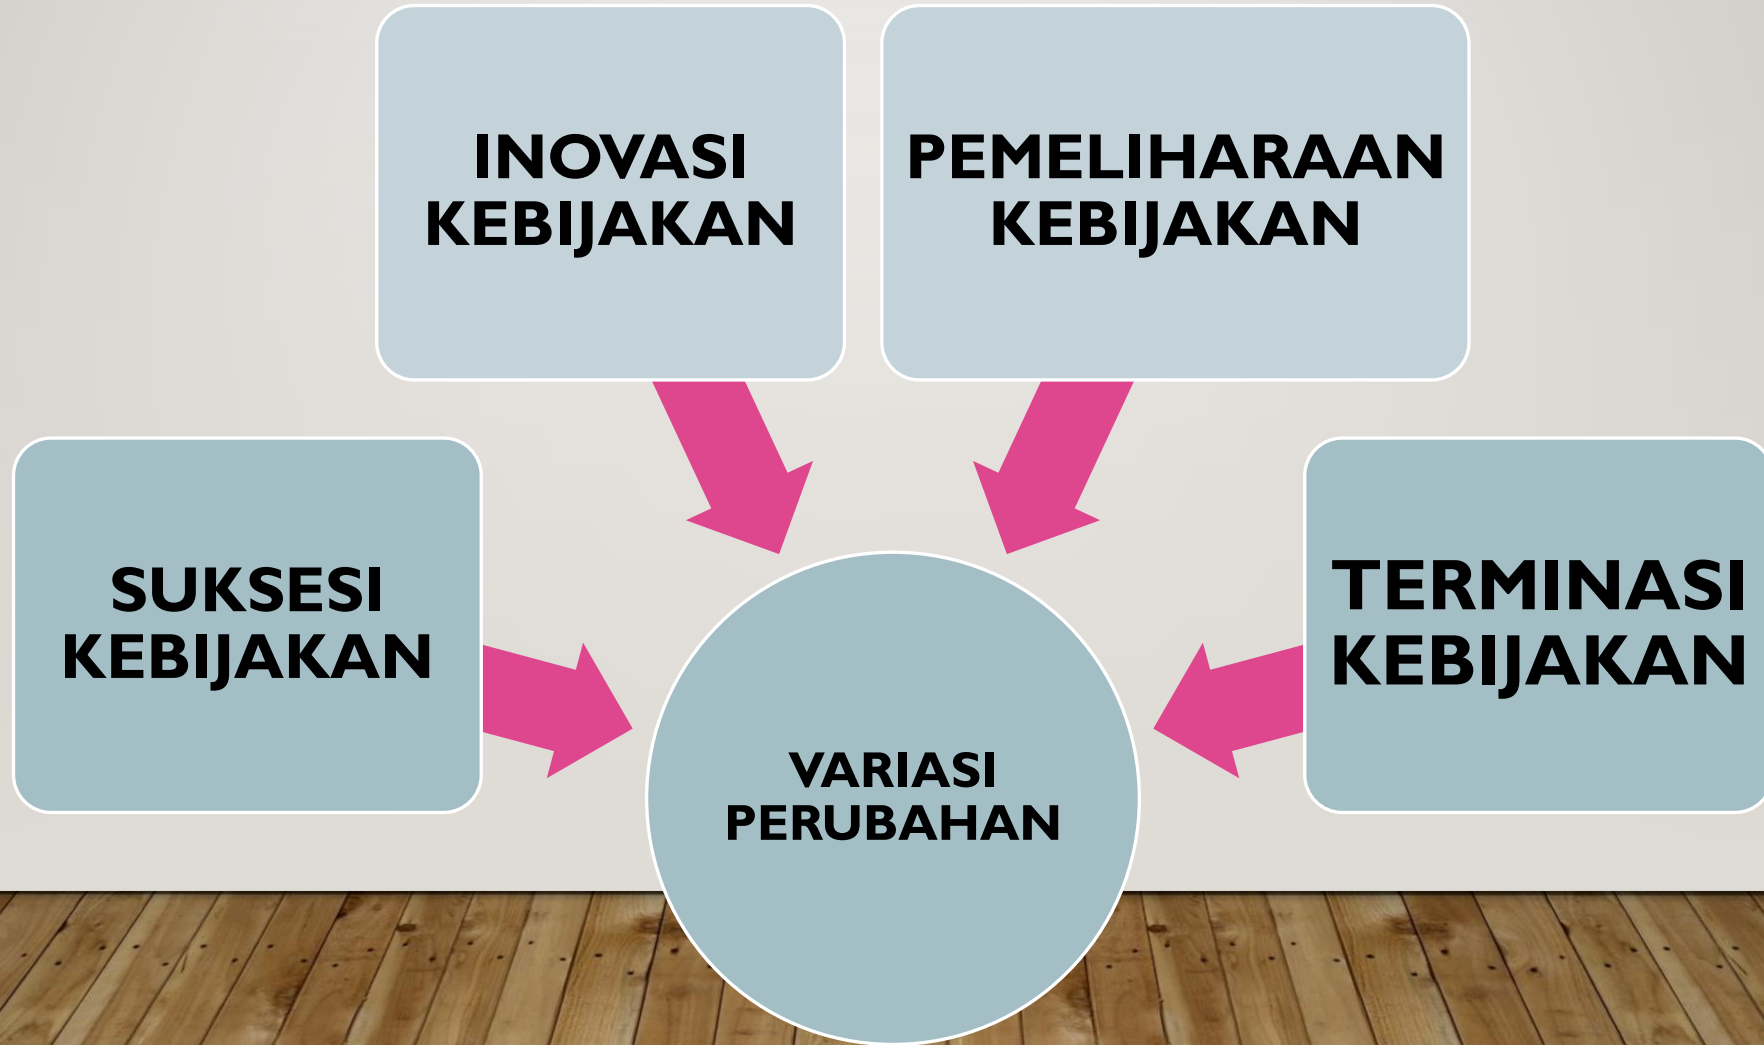 INOVASI
KEBIJAKAN
PEMELIHARAAN
KEBIJAKAN
SUKSESI
KEBIJAKAN
TERMINASI
KEBIJAKAN
VARIASI
PERUBAHAN